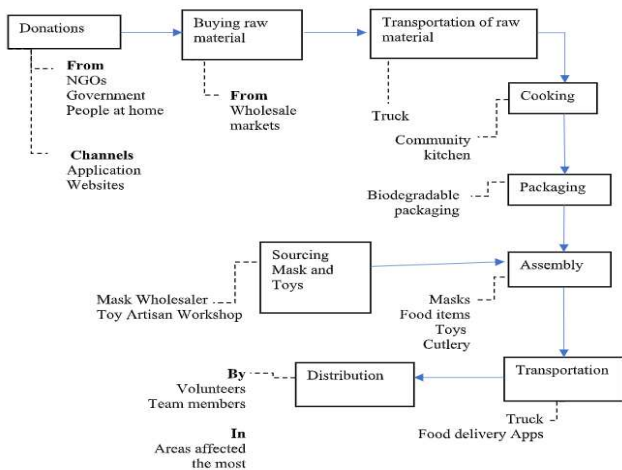 Donations
Buying raw
material
Transportation of raw
material
From
NGOs
Government
People at home
From
Wholesale
markets
Truck
Cooking
Community
kitchen
Channels
Application
Websites
Packaging
Biodegradable
packaging
Sourcing
Mask and
Toys
Assembly
Mask Wholesaler
Toy Artisan Workshop
Masks
Food items
Toys
Cutlery
By
Volunteers
Team members
Distribution
Transportation
Truck
Food delivery Apps
In
Areas affected
the most